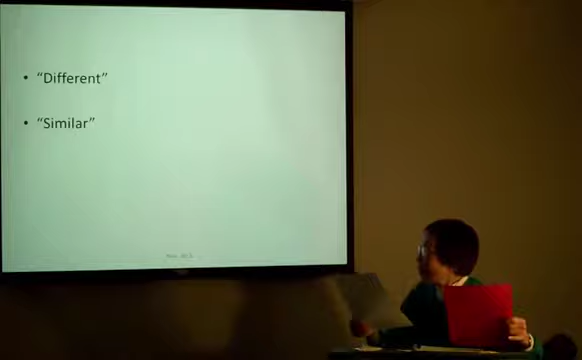 • “Different”
• “Similar”